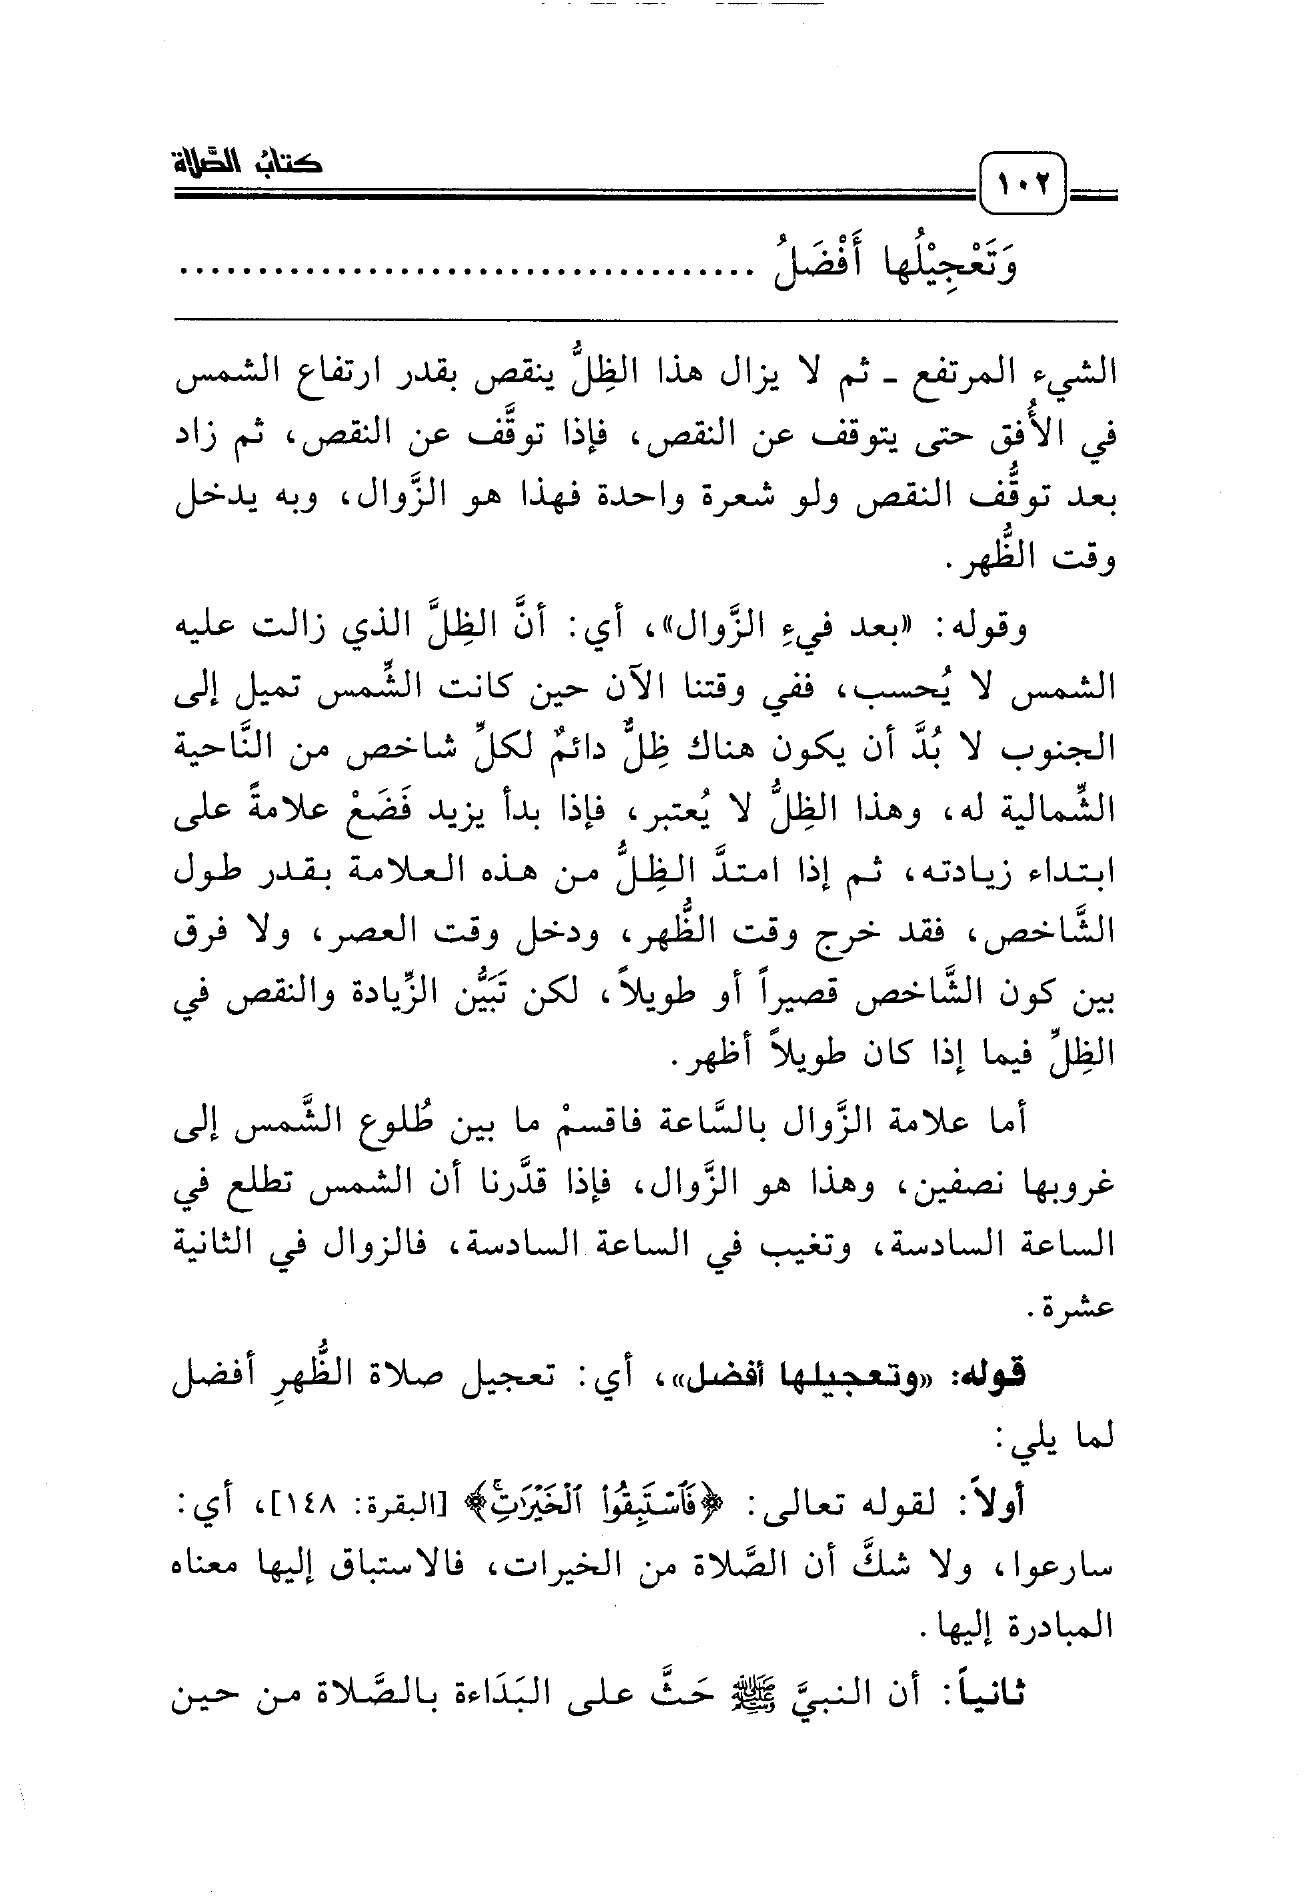 كتابُ الصَّلاة
١٠٢
وَتَعْجِيْلُها أَفْضَلُ .....................................
الشيء المرتفع ـ ثم لا يزال هذا الظِلُّ ينقص بقدر ارتفاع الشمس
في الأُفق حتى يتوقف عن النقص، فإذا توقَّف عن النقص، ثم زاد
بعد توقُّف النقص ولو شعرة واحدة فهذا هو الزَّوال، وبه يدخل
وقت الظُّهر.
وقوله: «بعد فيءِ الزَّوال»، أي: أنَّ الظِلَّ الذي زالت عليه
الشمس لا يُحسب، ففي وقتنا الآن حين كانت الشَّمس تميل إلى
الجنوب لا بُدَّ أن يكون هناك ظِلٌّ دائمٌ لكلِّ شاخص من النَّاحية
الشَّمالية له، وهذا الظِلُّ لا يُعتبر، فإذا بدأ يزيد فَضَعْ علامةً على
ابتداء زيادته، ثم إذا امتدَّ الظِلُّ من هذه العلامة بقدر طول
الشَّاخص، فقد خرج وقت الظُّهر، ودخل وقت العصر، ولا فرق
بين كون الشَّاخص قصيراً أو طويلاً، لكن تَبَيُّن الزِّيادة والنقص في
الظِلِّ فيما إذا كان طويلاً أظهر.
أما علامة الزَّوال بالسَّاعة فاقسمْ ما بين طُلوع الشَّمس إلى
غروبها نصفين، وهذا هو الزَّوال، فإذا قدَّرنا أن الشمس تطلع في
الساعة السادسة، وتغيب في الساعة السادسة، فالزوال في الثانية
عشرة.
قوله: «وتعجيلها أفضل»، أي: تعجيل صلاة الظُّهرِ أفضل
لما يلي:
أولاً: لقوله تعالى: ﴿فَٱسْتَبِقُوا۟ ٱلْخَيْرَٰتِ﴾ [البقرة: ١٤٨]، أي:
سارعوا، ولا شكَّ أن الصَّلاة من الخيرات، فالاستباق إليها معناه
المبادرة إليها.
ثانياً: أن النبيَّ ﷺ حَثَّ على البَدَاءة بالصَّلاة من حين